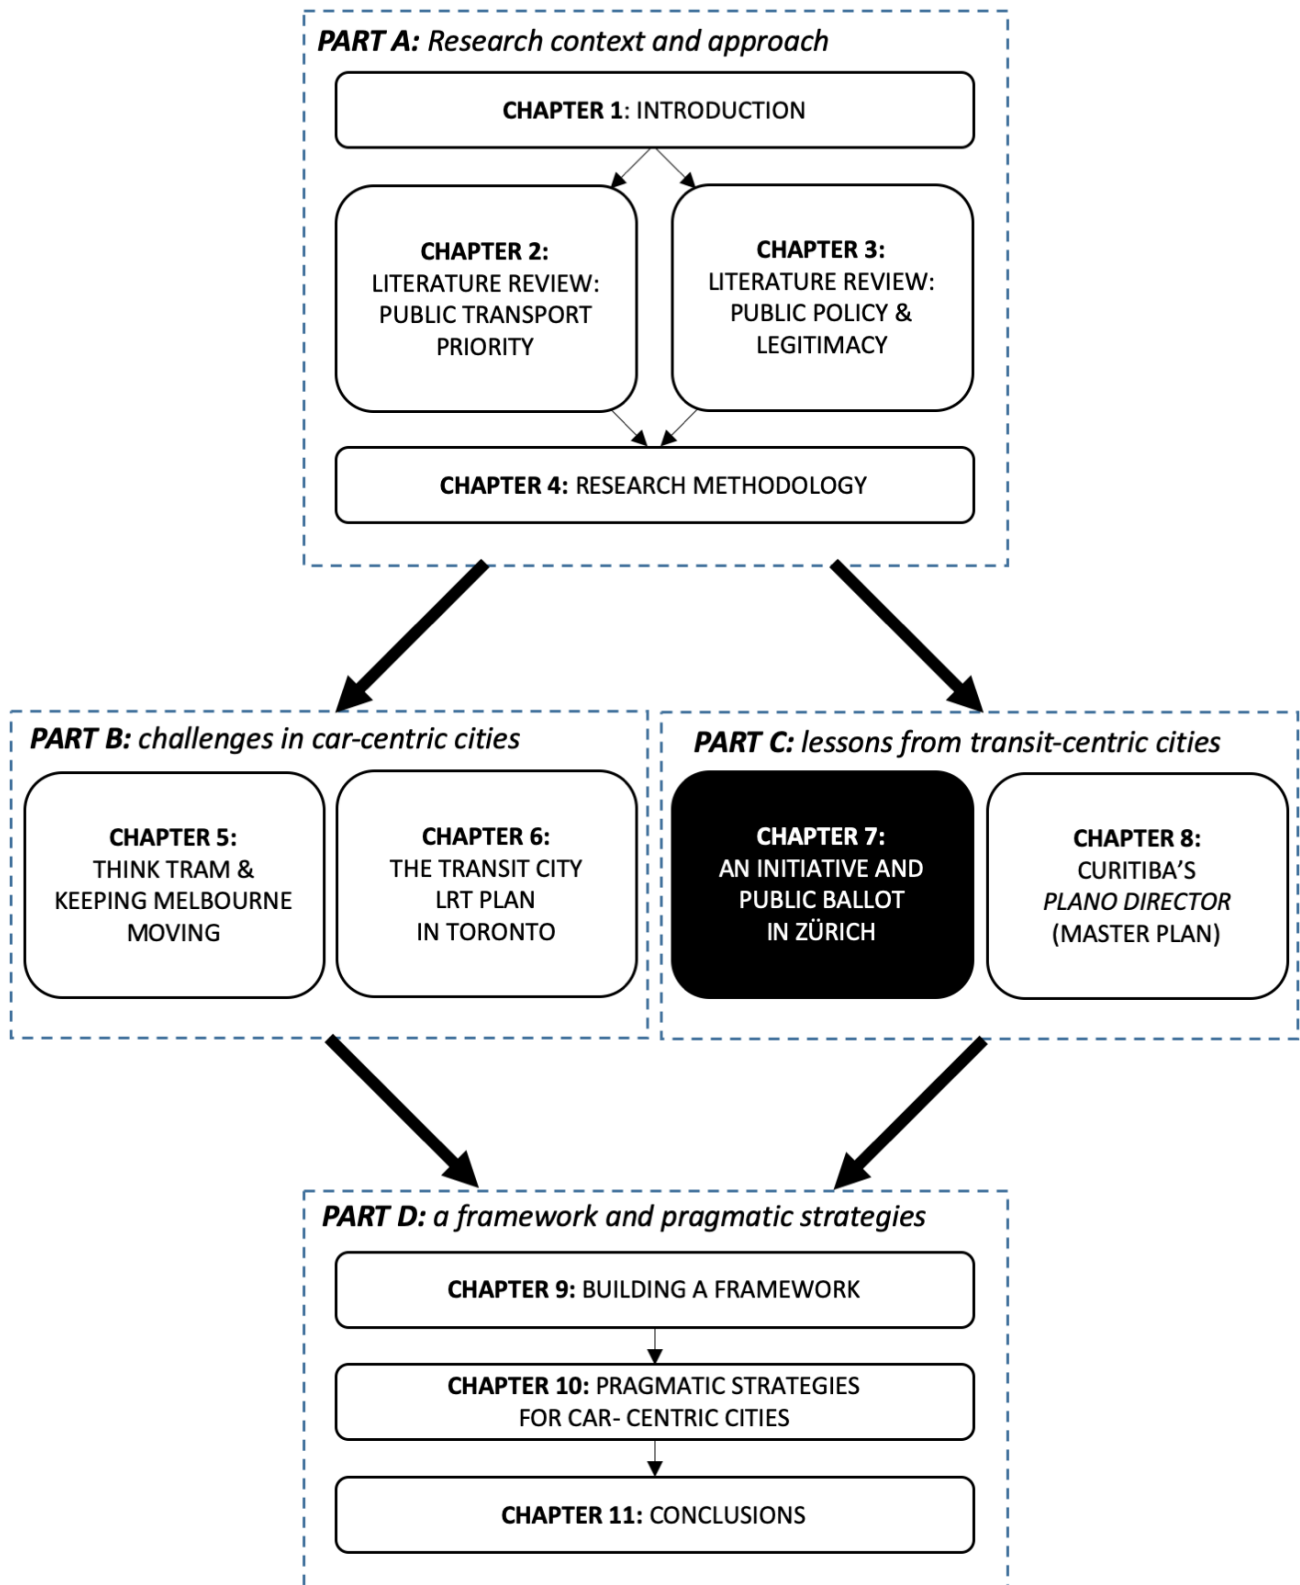 PART A: Research context and approach
CHAPTER 1: INTRODUCTION
CHAPTER 2:
LITERATURE REVIEW:
PUBLIC TRANSPORT
PRIORITY
CHAPTER 3:
LITERATURE REVIEW:
PUBLIC POLICY &
LEGITIMACY
CHAPTER 4: RESEARCH METHODOLOGY
PART B: challenges in car-centric cities
CHAPTER 5:
THINK TRAM &
KEEPING MELBOURNE
MOVING
CHAPTER 6:
THE TRANSIT CITY
LRT PLAN
IN TORONTO
PART C: lessons from transit-centric cities
CHAPTER 7:
AN INITIATIVE AND
PUBLIC BALLOT
IN ZÜRICH
CHAPTER 8:
CURITIBA’S
PLANO DIRECTOR
(MASTER PLAN)
PART D: a framework and pragmatic strategies
CHAPTER 9: BUILDING A FRAMEWORK
CHAPTER 10: PRAGMATIC STRATEGIES
FOR CAR- CENTRIC CITIES
CHAPTER 11: CONCLUSIONS